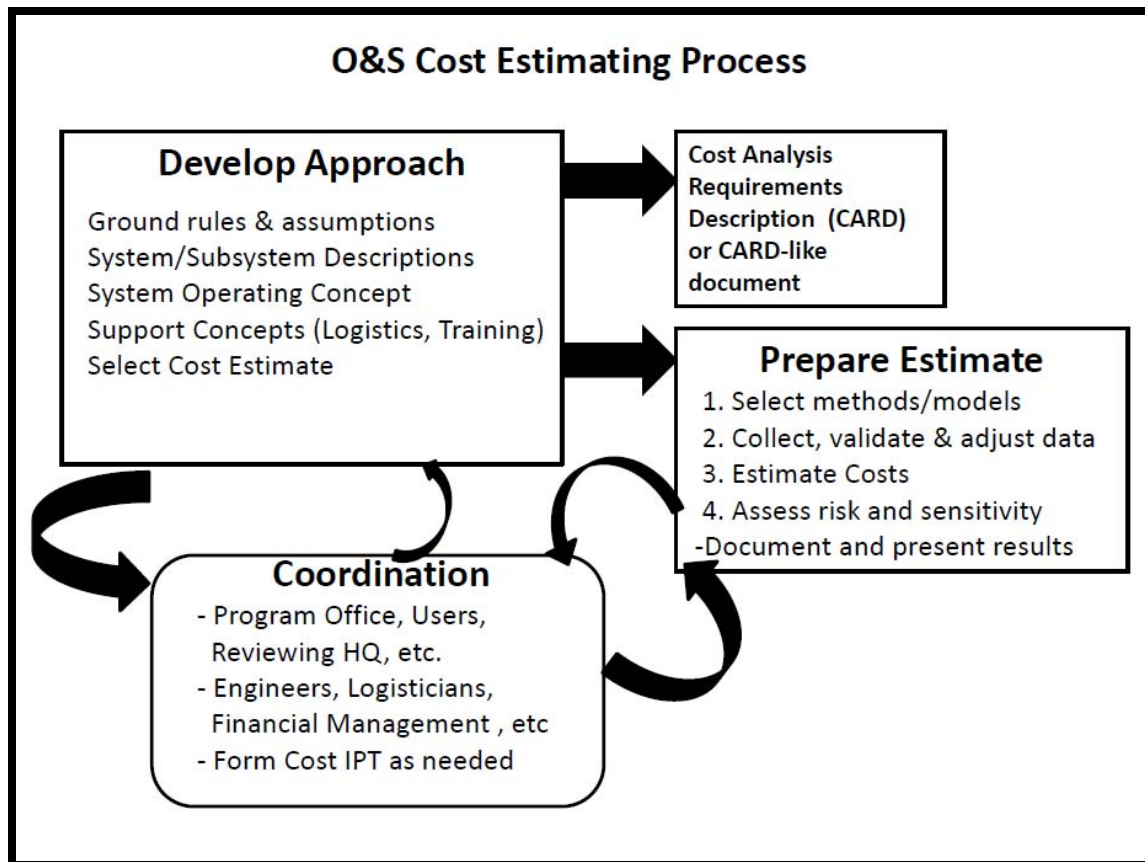 O&S Cost Estimating Process
Develop Approach
Ground rules & assumptions
System/Subsystem Descriptions
System Operating Concept
Support Concepts (Logistics, Training)
Select Cost Estimate
Cost Analysis
Requirements
Description (CARD)
or CARD-like
document
Prepare Estimate
1. Select methods/models
2. Collect, validate & adjust data
3. Estimate Costs
4. Assess risk and sensitivity
-Document and present results
Coordination
- Program Office, Users,
Reviewing HQ, etc.
- Engineers, Logisticians,
Financial Management , etc
- Form Cost IPT as needed